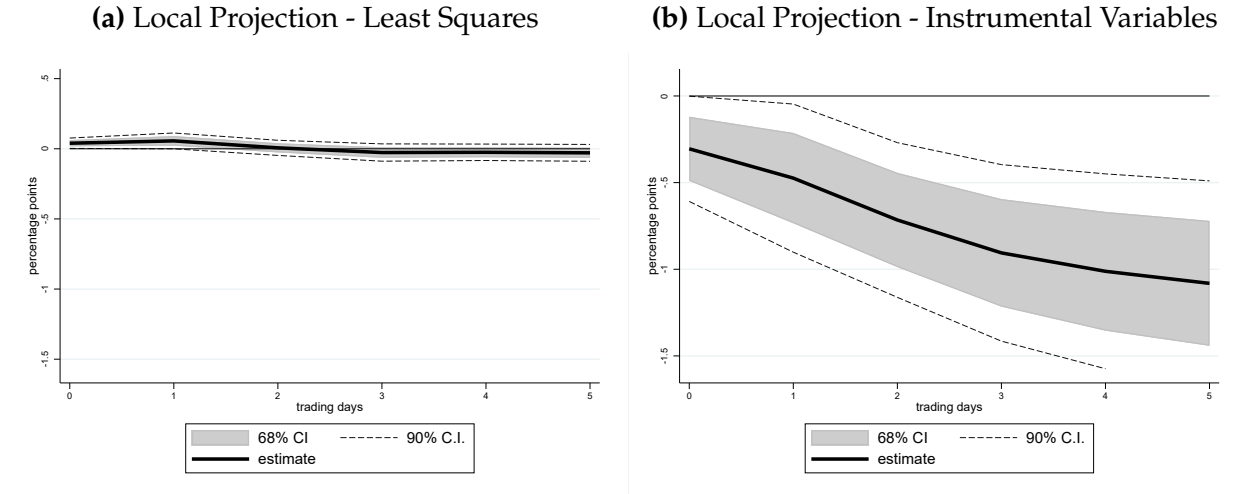 (a) Local Projection - Least Squares
(b) Local Projection - Instrumental Variables
percentage points
.5
0
-.5
-1
-1.5
0 1 2 3 4 5
trading days
68% CI 90% C.I.
estimate
percentage points
0
-.5
-1
-1.5
0 1 2 3 4 5
trading days
68% CI 90% C.I.
estimate